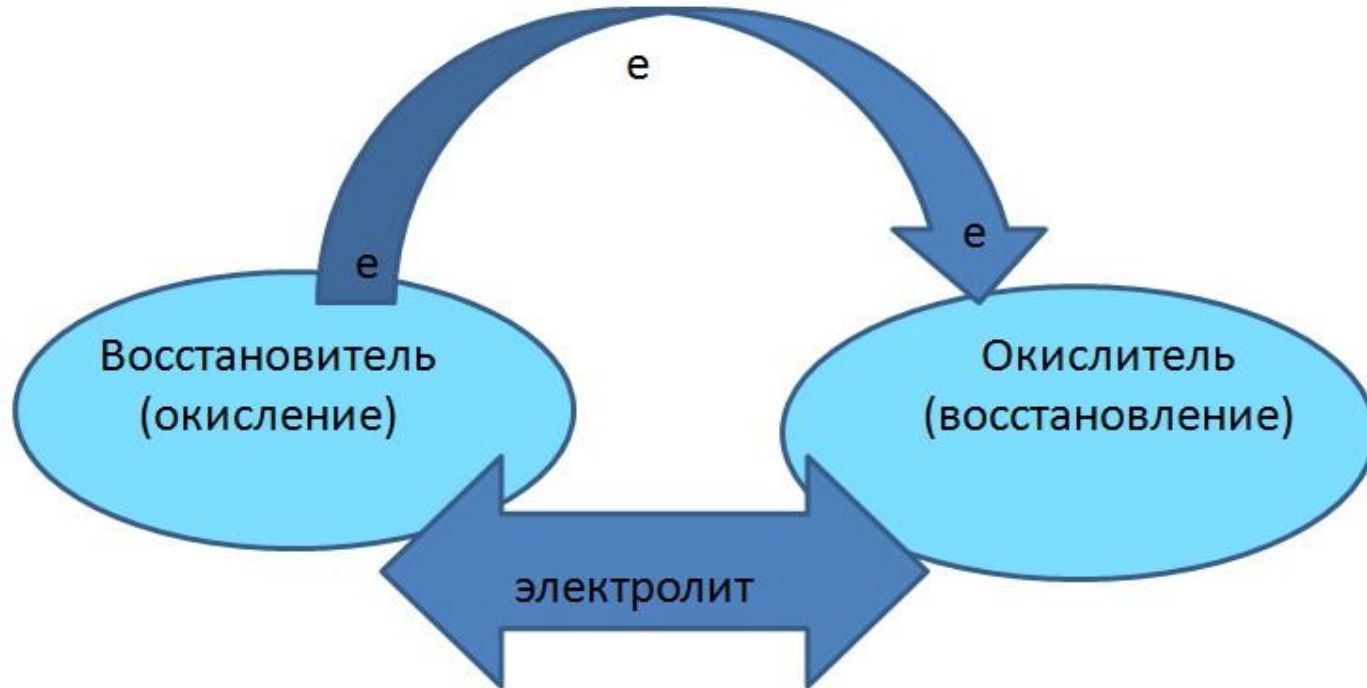 е
е
е
Восстановитель
(окисление)
Окислитель
(восстановление)
электролит